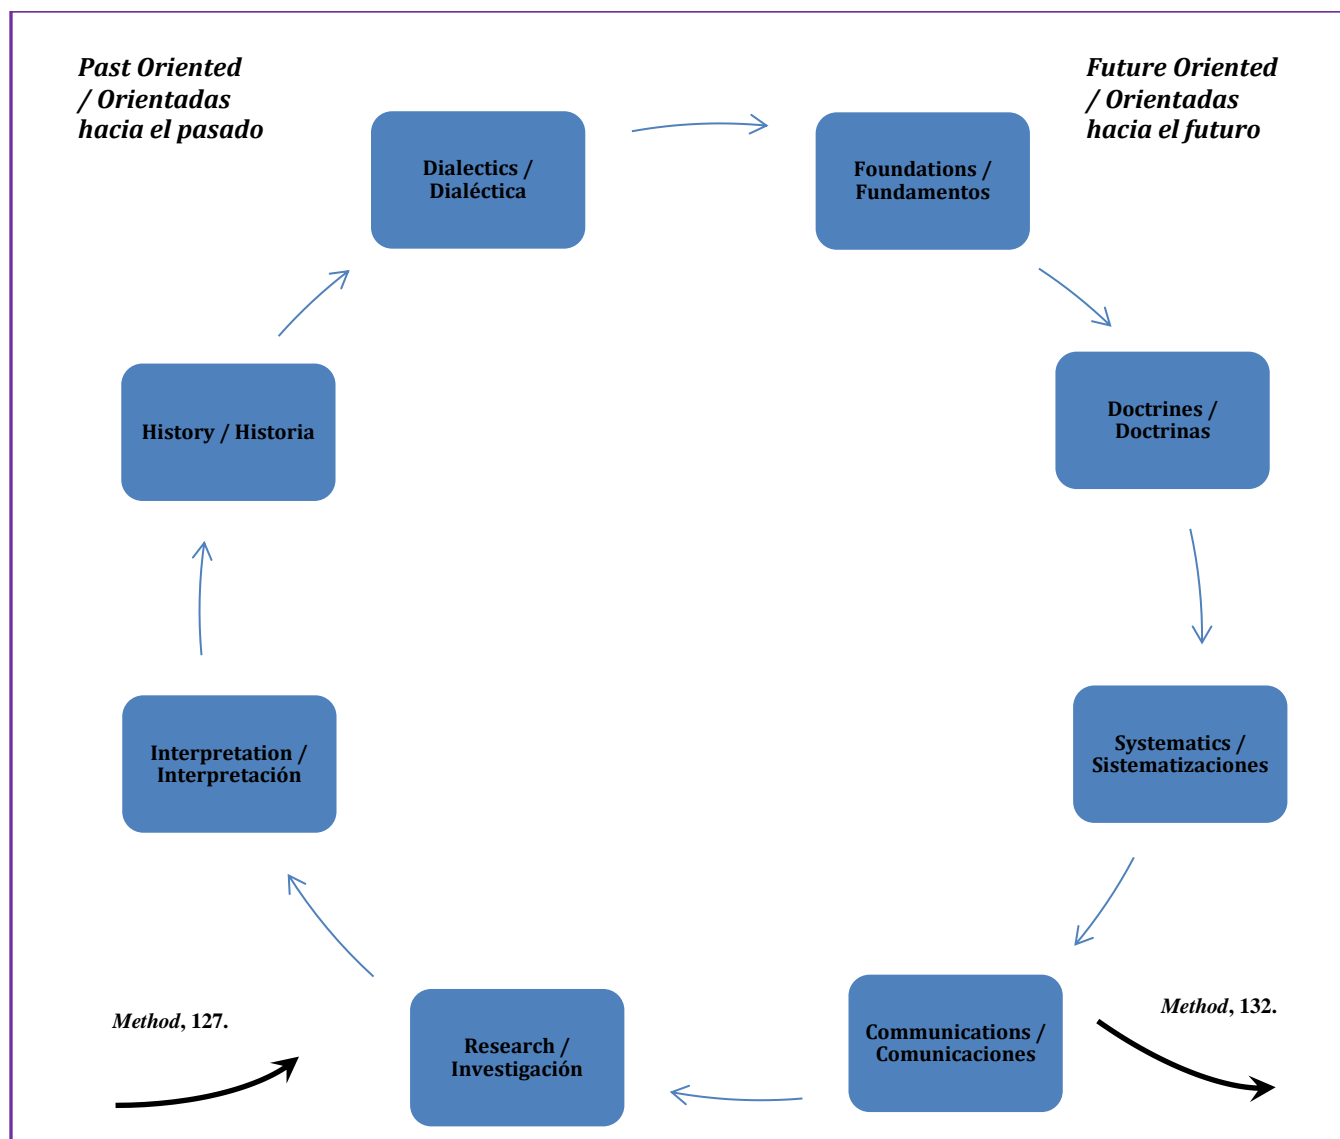 Past Oriented
/ Orientadas
hacia el pasado
Future Oriented
/ Orientadas
hacia el futuro
Dialectics /
Dialéctica
Foundations /
Fundamentos
History / Historia
Doctrines /
Doctrinas
Interpretation /
Interpretación
Systematics /
Sistematizaciones
Method, 127.
Research /
Investigación
Communications /
Comunicaciones
Method, 132.